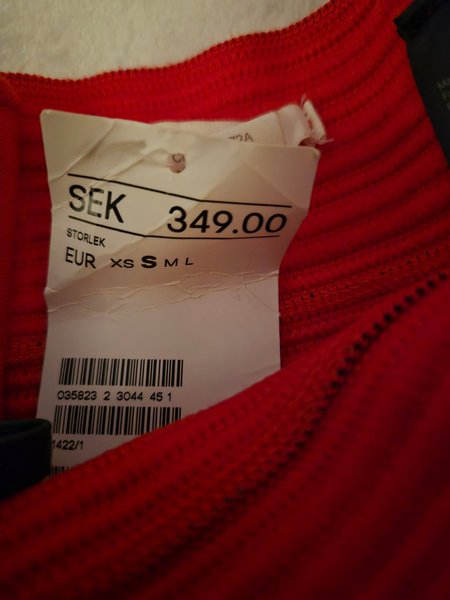 SEK 349.00
STORLEK
EUR XS S M L
035823 2 3044 45 1
1422/1